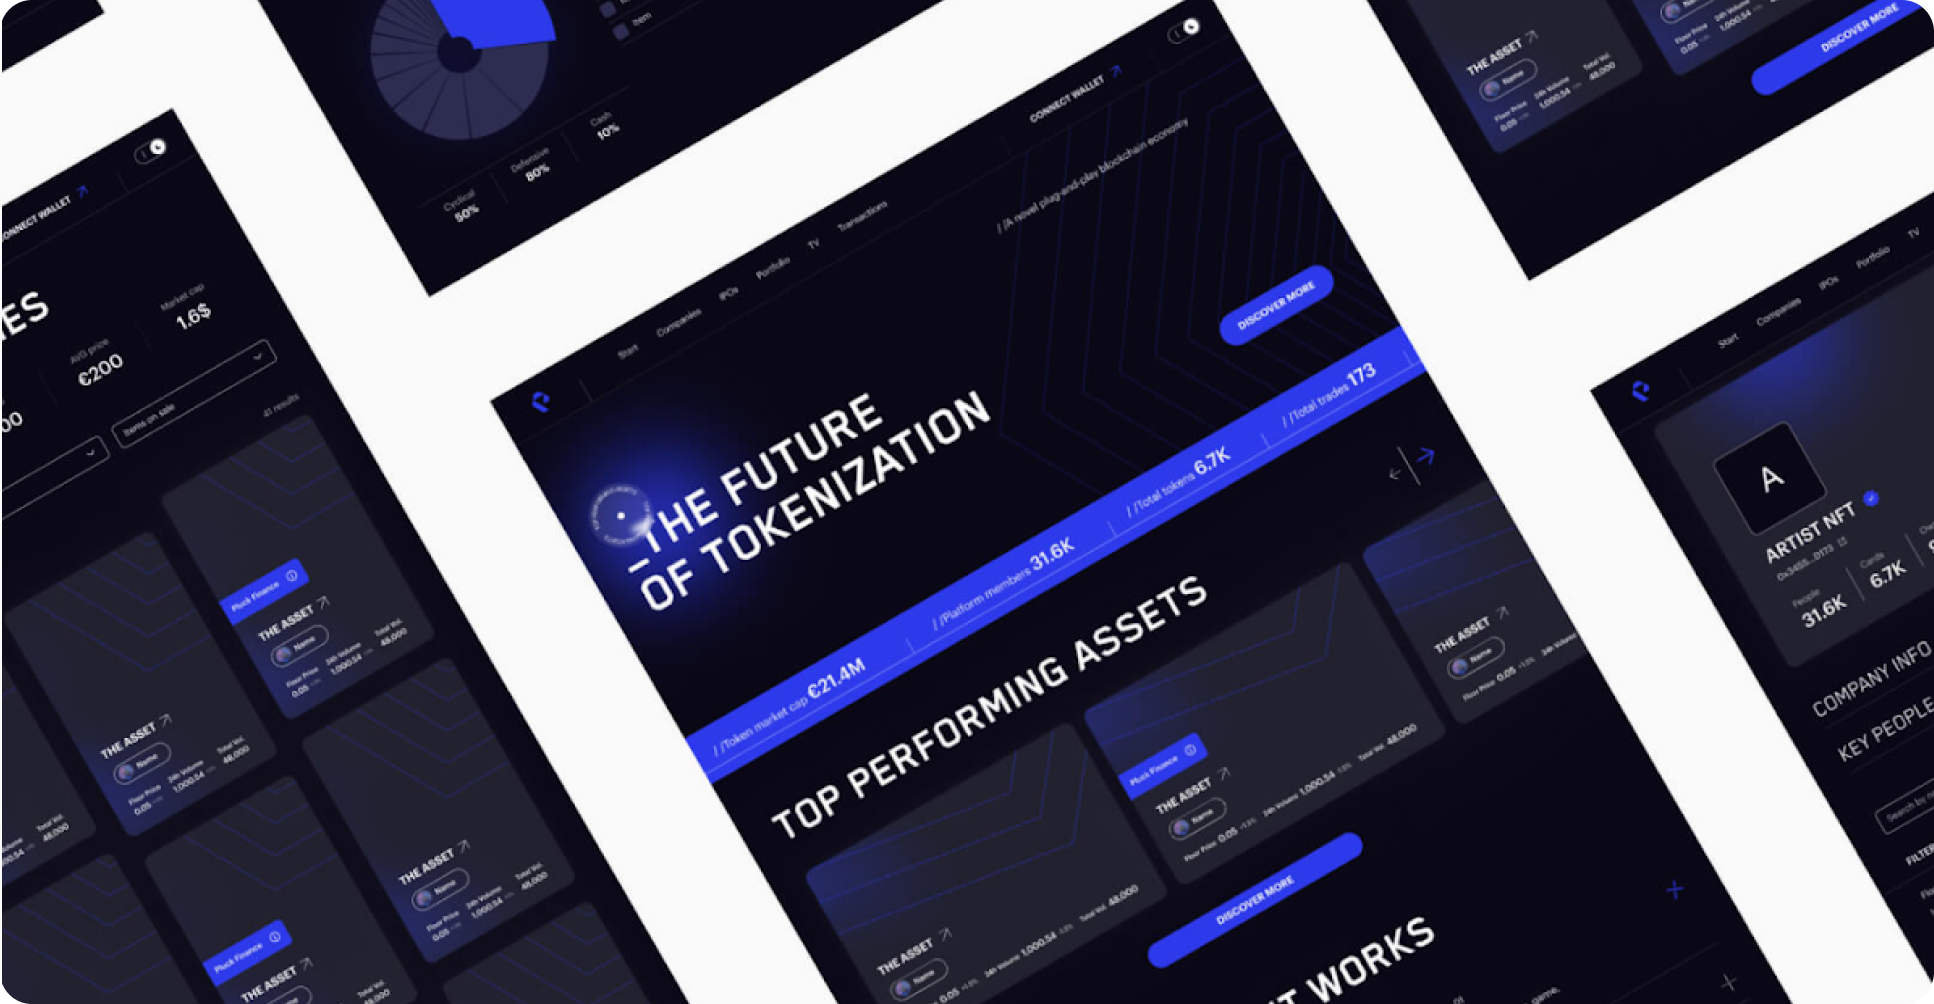 Item
Cyclical
50%
Defensive
80%
Cash
10%
CONNECT WALLET
AVG price
€200
Market cap
1.6$
Items on sale
41 results
Pluck Finance
THE ASSET
Name
Floor Price
0.05
24h Volume
1,000.54
Total Vol.
48,000
THE ASSET
Name
Floor Price
0.05
24h Volume
1,000.54
Total Vol.
48,000
Total Vol.
48,000
THE ASSET
Name
Floor Price
0.05
24h Volume
1,000.54
Total Vol.
48,000
Pluck Finance
THE ASSET
Start
Companies
IPOs
Portfolio
TV
Transactions
CONNECT WALLET
/ /A novel plug-and-play blockchain economy
DISCOVER MORE
_THE FUTURE
OF TOKENIZATION
/ /Token market cap €21.4M
/ /Platform members 31.6K
/ /Total tokens 6.7K
/ /Total trades 173
TOP PERFORMING ASSETS
THE ASSET
Name
0.05 24h Volume 1,000.54 Total Vol. 48,000
Pluck Finance
THE ASSET
Name
Floor Price 0.05 24h Volume 1,000.54 Total Vol. 48,000
THE ASSET
Name
Floor Price 0.05 24h Volume
DISCOVER MORE
WORKS
game,
THE ASSET
Name
Floor Price
0.05
24h Volume
1,000.54
Total Vol.
48,000
24h Volume
1,000.54
0.05
DISCOVER MORE
Start
Companies
IPOs
Portfolio
TV
A
ARTIST NFT
0x3455...0173
People
31.6K
Cards
6.7K
COMPANY INFO
KEY PEOPLE
Search by